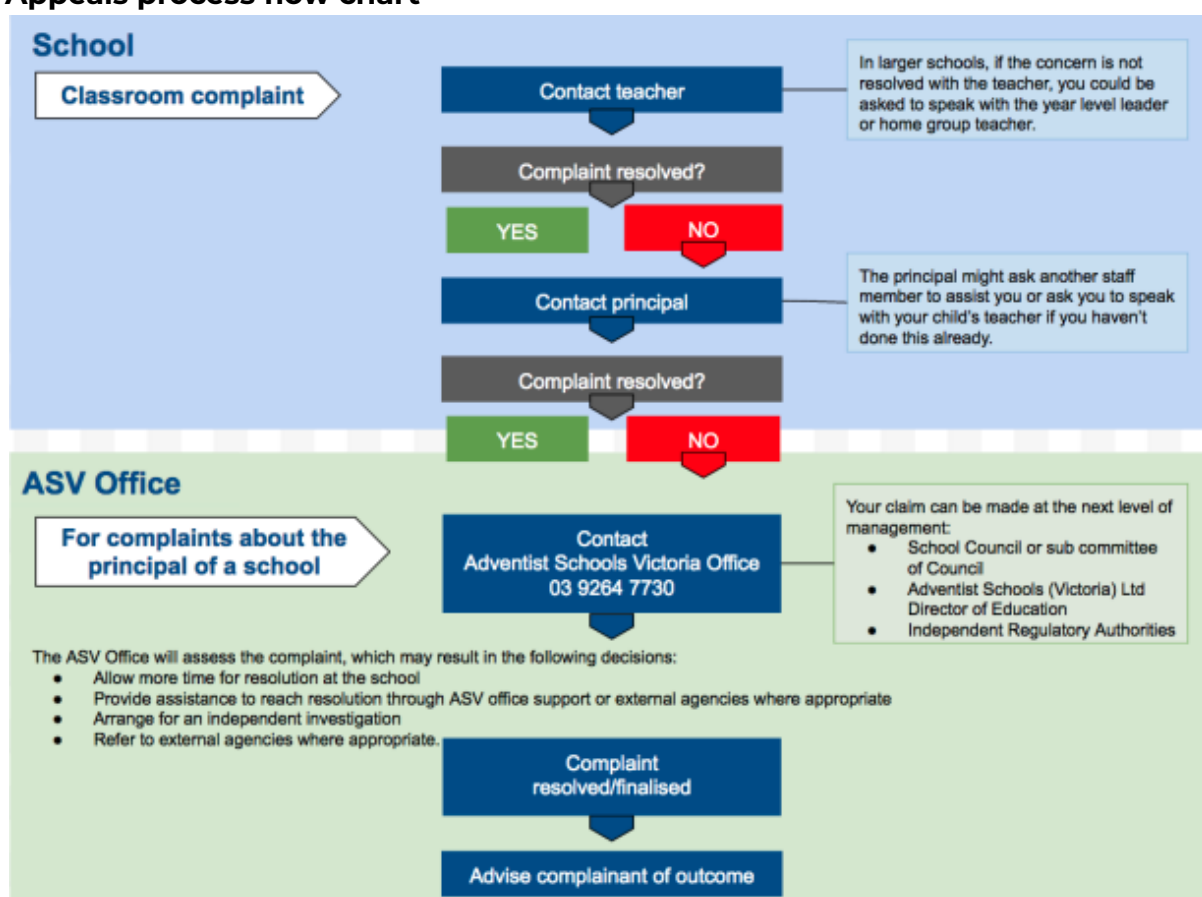 Appeals process flow chart
School
Classroom complaint
Contact teacher
In larger schools, if the concern is not
resolved with the teacher, you could be
asked to speak with the year level leader
or home group teacher.
Complaint resolved?
YES
NO
Contact principal
The principal might ask another staff
member to assist you or ask you to speak
with your child's teacher if you haven't
done this already.
Complaint resolved?
YES
NO
ASV Office
For complaints about the
principal of a school
Contact
Adventist Schools Victoria Office
03 9264 7730
Your claim can be made at the next level of
management:
● School Council or sub committee
of Council
● Adventist Schools (Victoria) Ltd
Director of Education
● Independent Regulatory Authorities
The ASV Office will assess the complaint, which may result in the following decisions:
● Allow more time for resolution at the school
● Provide assistance to reach resolution through ASV office support or external agencies where appropriate
● Arrange for an independent investigation
● Refer to external agencies where appropriate.
Complaint
resolved/finalised
Advise complainant of outcome